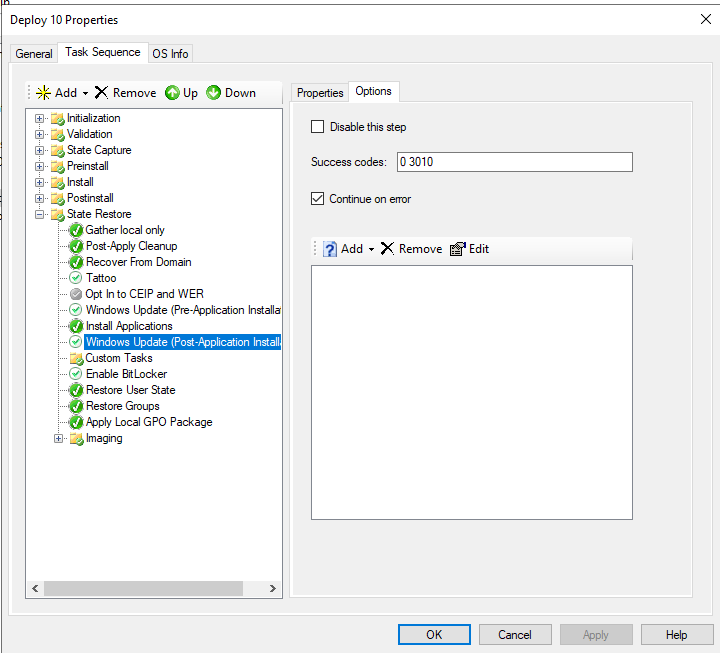 Deploy 10 Properties
General Task Sequence OS Info
Add Remove Up Down
Initialization
Validation
State Capture
Preinstall
Install
Postinstall
State Restore
Gather local only
Post-Apply Cleanup
Recover From Domain
Tattoo
Opt In to CEIP and WER
Windows Update (Pre-Application Installa
Install Applications
Windows Update (Post-Application Install
Custom Tasks
Enable BitLocker
Restore User State
Restore Groups
Apply Local GPO Package
Imaging
Properties Options
Disable this step
Success codes: 0 3010
Continue on error
Add Remove Edit
OK Cancel Apply Help